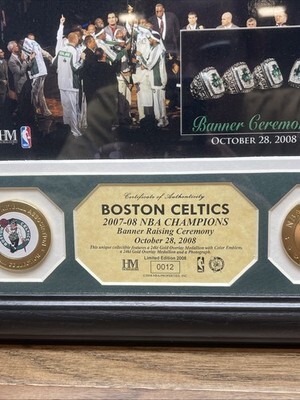 HM
NBA
Banner Ceremo
OCTOBER 28, 2008
Certificate of Authenticity
BOSTON CELTICS
2007-08 NBA CHAMPIONS
Banner Raising Ceremony
October 28, 2008
This unique collectible features a 24kt Gold Overlay Medallion with Color Emblem,
a 24kt Gold Overlay Medallion and a Photograph.
Limited Edition 2008
HM
0012